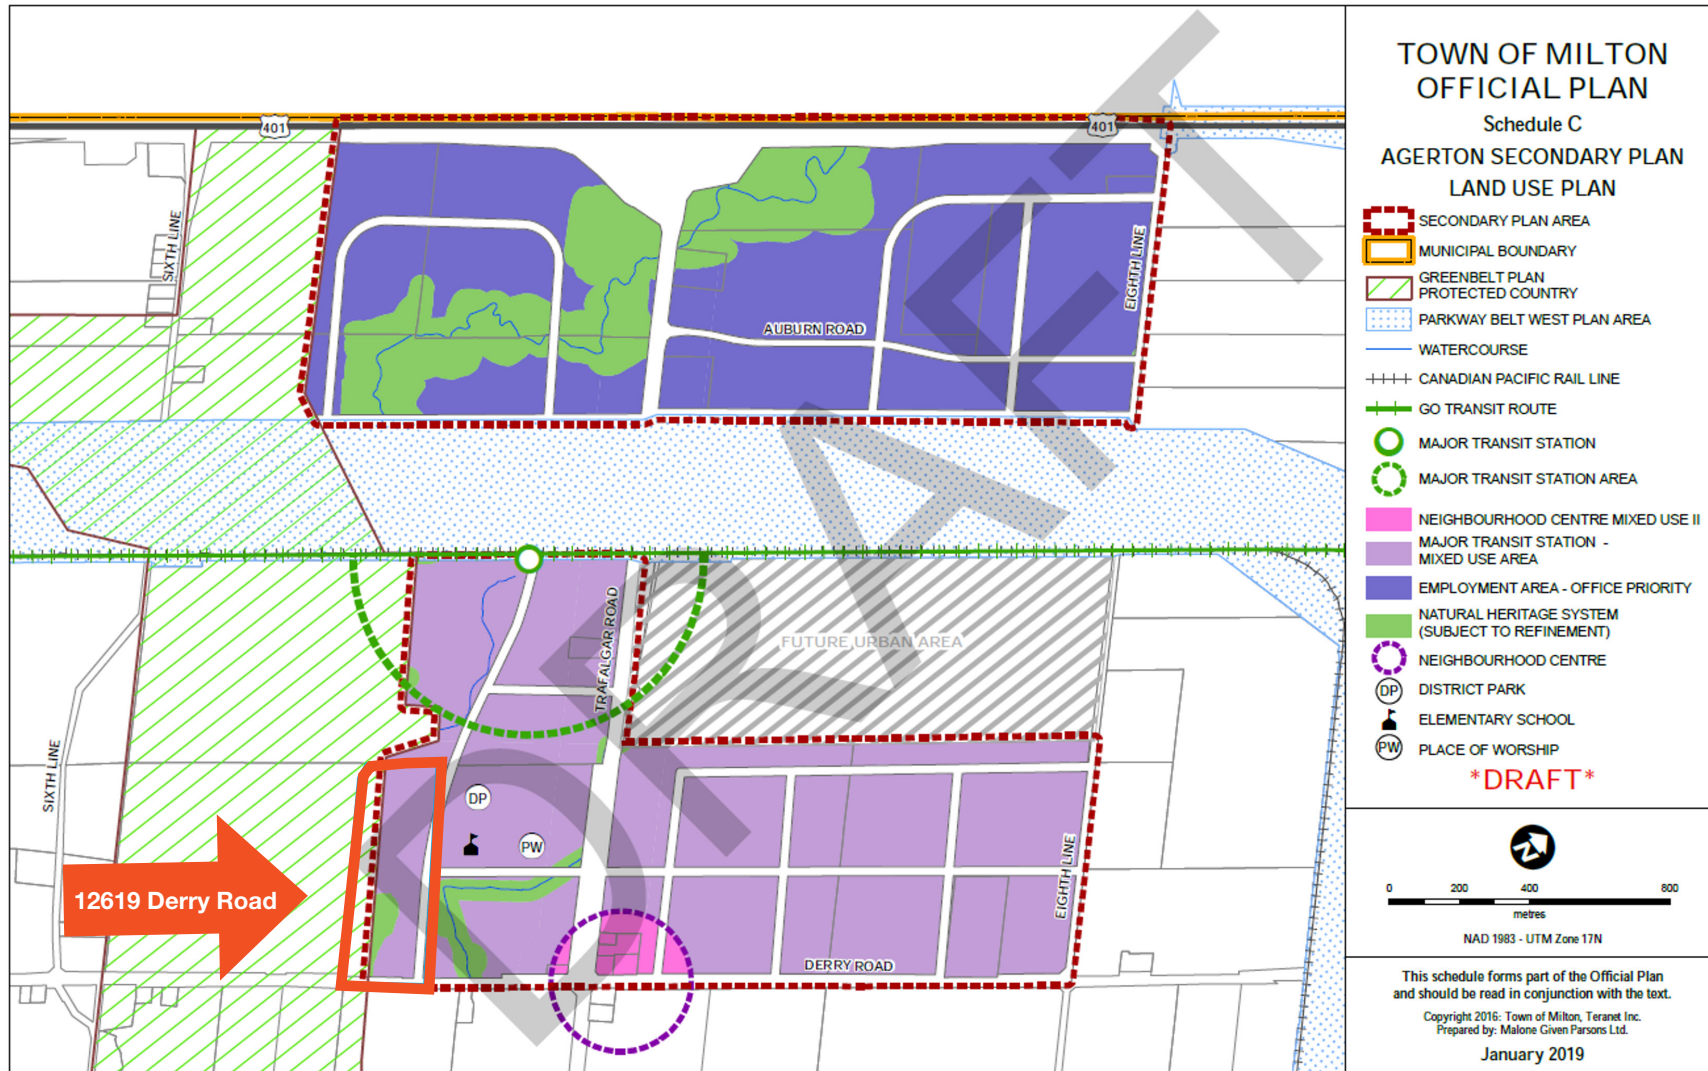 TOWN OF MILTON
OFFICIAL PLAN
Schedule C
AGERTON SECONDARY PLAN
LAND USE PLAN
SECONDARY PLAN AREA
MUNICIPAL BOUNDARY
GREENBELT PLAN
PROTECTED COUNTRY
PARKWAY BELT WEST PLAN AREA
WATERCOURSE
CANADIAN PACIFIC RAIL LINE
GO TRANSIT ROUTE
MAJOR TRANSIT STATION
MAJOR TRANSIT STATION AREA
NEIGHBOURHOOD CENTRE MIXED USE II
MAJOR TRANSIT STATION -
MIXED USE AREA
EMPLOYMENT AREA - OFFICE PRIORITY
NATURAL HERITAGE SYSTEM
(SUBJECT TO REFINEMENT)
NEIGHBOURHOOD CENTRE
DP DISTRICT PARK
ELEMENTARY SCHOOL
PW PLACE OF WORSHIP
*DRAFT*
0 200 400 800
metres
NAD 1983 - UTM Zone 17N
This schedule forms part of the Official Plan
and should be read in conjunction with the text.
Copyright 2016: Town of Milton, Teranet Inc.
Prepared by: Malone Given Parsons Ltd.
January 2019
401
401
SIXTH LINE
EIGHTH LINE
AUBURN ROAD
TRAFALGAR ROAD
FUTURE URBAN AREA
SIXTH LINE
DP
PW
EIGHTH LINE
12619 Derry Road
DERRY ROAD
DRAFT